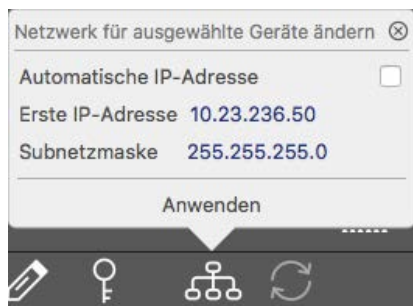 Netzwerk für ausgewählte Geräte ändern
Automatische IP-Adresse
Erste IP-Adresse 10.23.236.50
Subnetzmaske 255.255.255.0
Anwenden